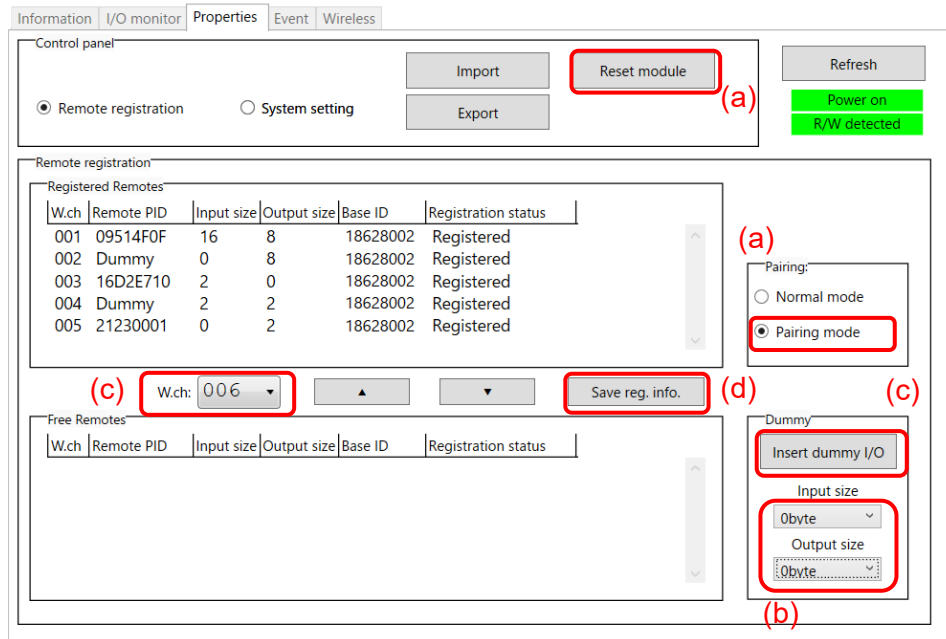 Information I/O monitor Properties Event Wireless
Control panel
Import
Reset module
Refresh
(a)
Remote registration
System setting
Export
Power on
R/W detected
Remote registration
Registered Remotes
W.ch Remote PID Input size Output size Base ID Registration status
001 09514F0F 16 8 18628002 Registered
002 Dummy 0 8 18628002 Registered
003 16D2E710 2 0 18628002 Registered
004 Dummy 2 2 18628002 Registered
005 21230001 0 2 18628002 Registered
(a)
Pairing:
Normal mode
Pairing mode
(c) W.ch: 006 ▲ ▼ Save reg. info. (d)
(c)
Free Remotes
W.ch Remote PID Input size Output size Base ID Registration status
Dummy
Insert dummy I/O
Input size
0byte
Output size
0byte
(b)